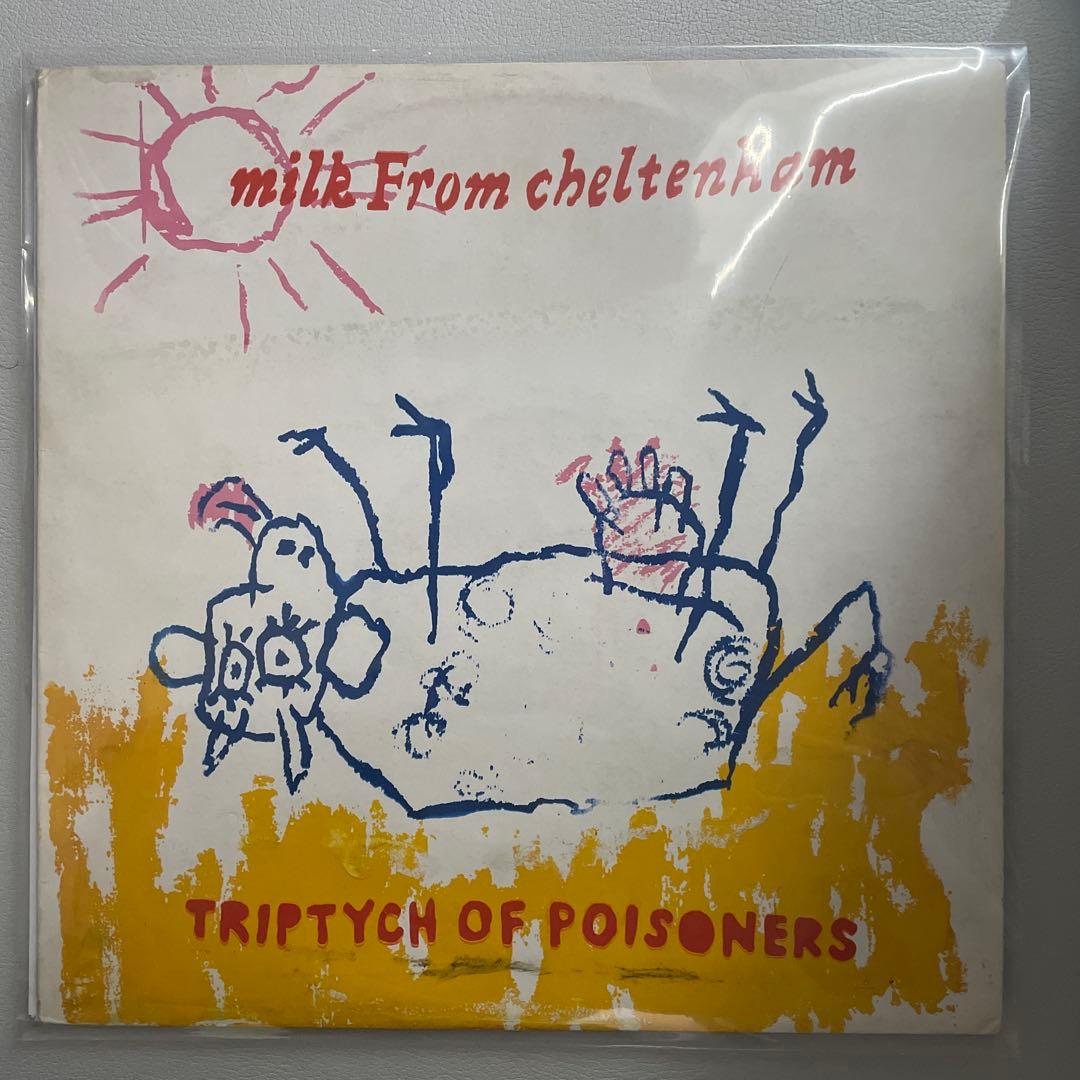 milk From cheltenham
TRIPTYCH OF POISONERS